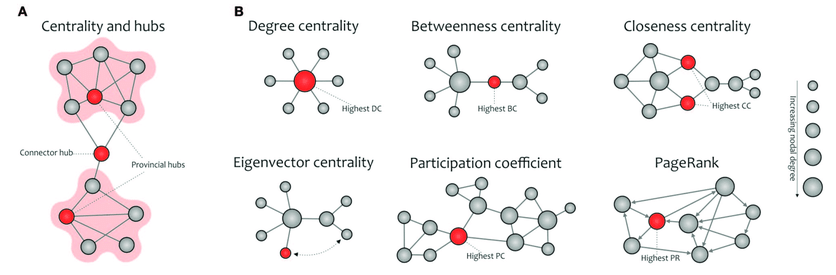 A
Centrality and hubs
Connector hub
Provincial hubs
B
Degree centrality
Highest DC
Betweenness centrality
Highest BC
Closeness centrality
Highest CC
Eigenvector centrality
Participation coefficient
Highest PC
PageRank
Highest PR
Increasing nodal degree